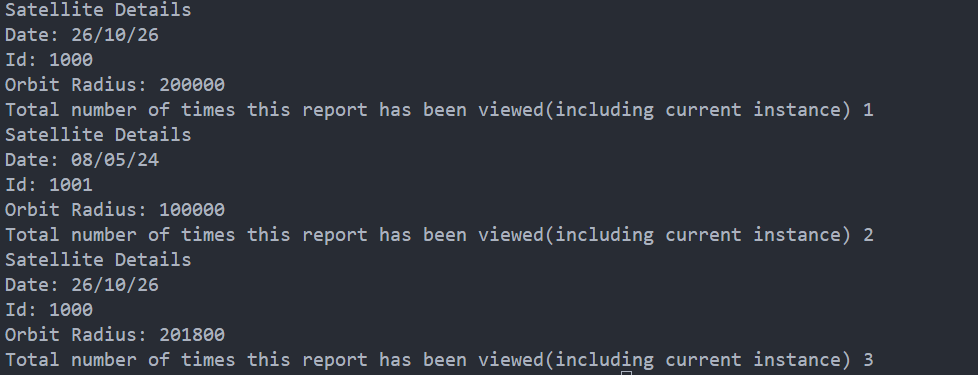 Satellite Details
Date: 26/10/26
Id: 1000
Orbit Radius: 200000
Total number of times this report has been viewed(including current instance) 1
Satellite Details
Date: 08/05/24
Id: 1001
Orbit Radius: 100000
Total number of times this report has been viewed(including current instance) 2
Satellite Details
Date: 26/10/26
Id: 1000
Orbit Radius: 201800
Total number of times this report has been viewed(including current instance) 3